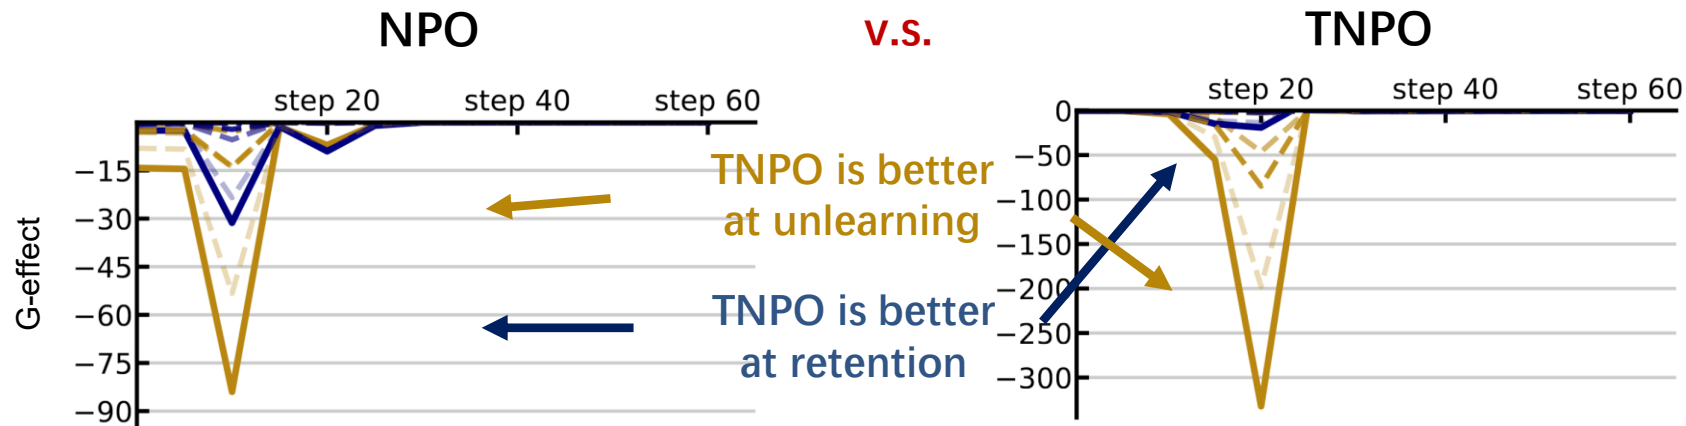 NPO
v.s.
TNPO
step 20
step 40
step 60
−15
−30
−45
−60
−75
−90
G-effect
TNPO is better
at unlearning
TNPO is better
at retention
step 20
step 40
step 60
0
−50
−100
−150
−200
−250
−300